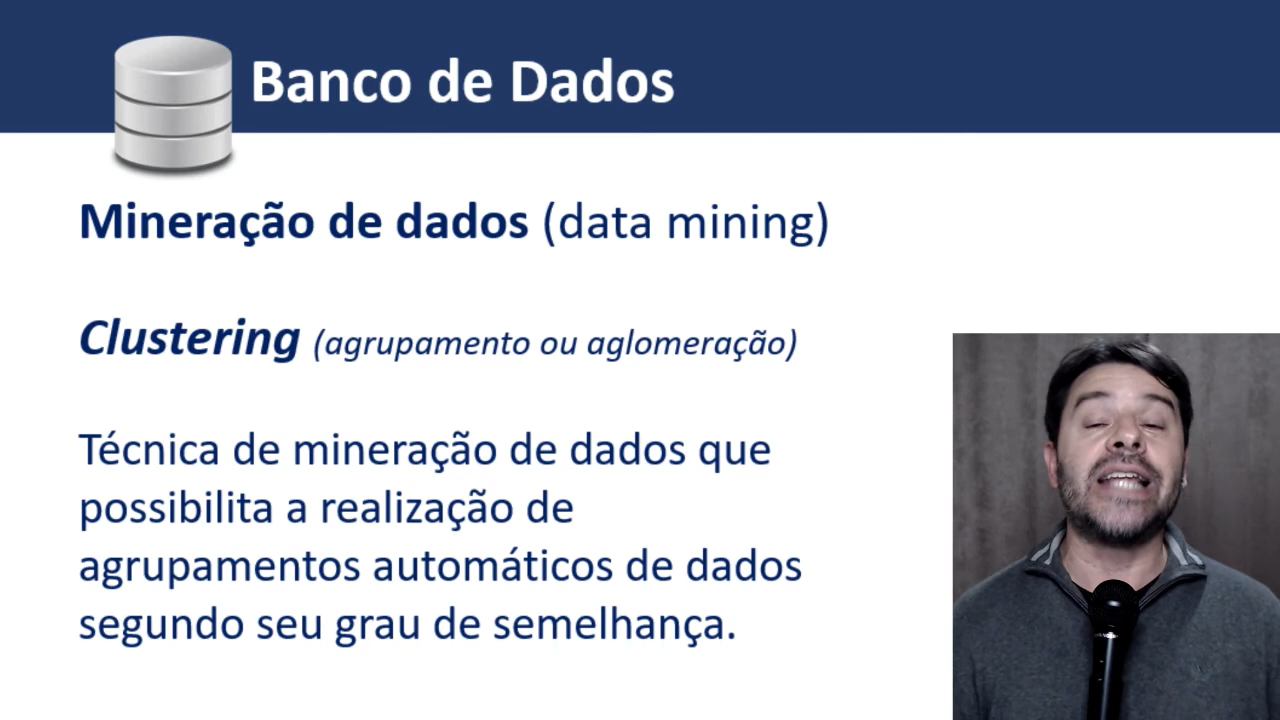 Banco de Dados
Mineração de dados (data mining)
Clustering (agrupamento ou aglomeração)
Técnica de mineração de dados que
possibilita a realização de
agrupamentos automáticos de dados
segundo seu grau de semelhança.